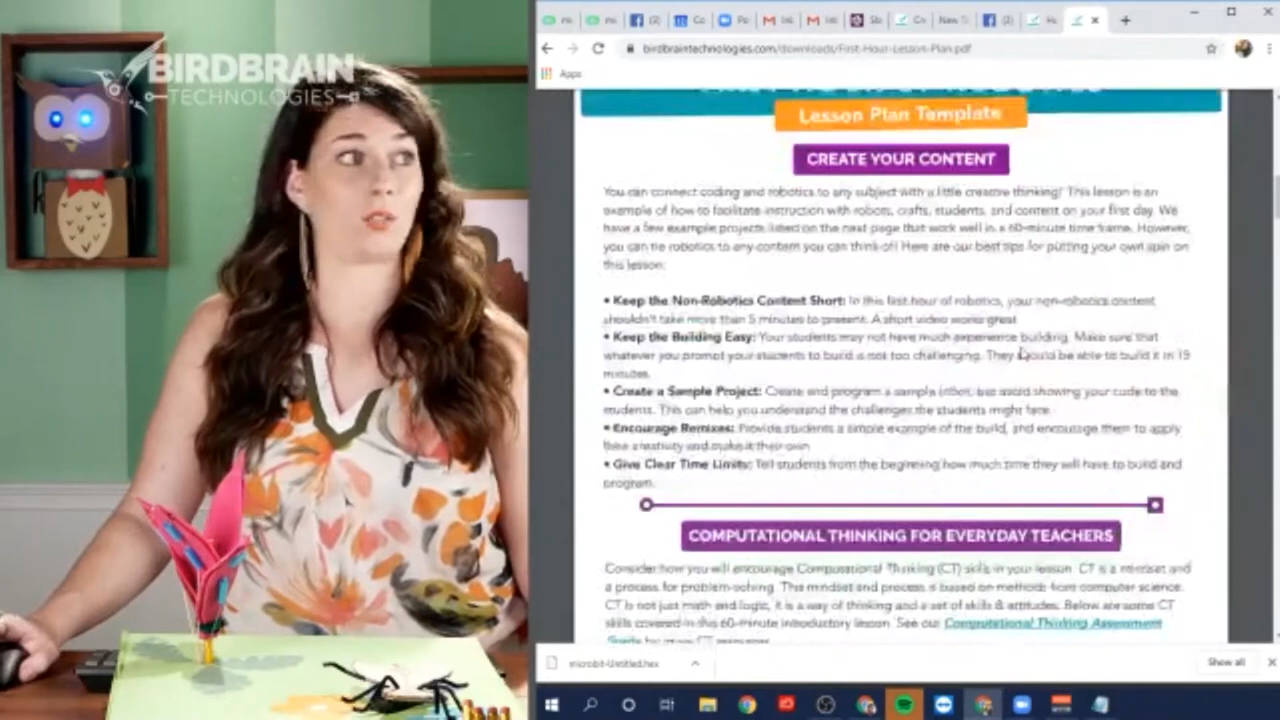 BIRDBRAIN
TECHNOLOGIES
birdbraintechnologies.com/downloads/First-Hour-Lesson-Plan.pdf
Apps
Lesson Plan Template
CREATE YOUR CONTENT
You can connect coding and robotics to any subject with a little creative thinking! This lesson is an
example of how to facilitate instruction with robots, crafts, students, and content on your first day. We
have a few example projects listed on the next page that work well in a 60-minute time frame. However,
you can tie robotics to any content you can think of! Here are our best tips for putting your own spin on
this lesson:
• Keep the Non-Robotics Content Short: In this first hour of robotics, your non-robotics content
shouldn't take more than 5 minutes to present. A short video works great
• Keep the Building Easy: Your students may not have much experience building. Make sure that
whatever you prompt your students to build is not too challenging. They should be able to build it in 15
minutes.
• Create a Sample Project: Create and program a sample robot, but avoid showing your code to the
students. This can help you understand the challenges the students might face.
• Encourage Remixes: Provide students a simple example of the build, and encourage them to apply
their creativity and make it their own
• Give Clear Time Limits: Tell students from the beginning how much time they will have to build and
program.
COMPUTATIONAL THINKING FOR EVERYDAY TEACHERS
Consider how you will encourage Computational Thinking (CT) skills in your lesson. CT is a mindset and
a process for problem-solving. This mindset and process is based on methods from computer science.
CT is not just math and logic, it is a way of thinking and a set of skills & attitudes. Below are some CT
skills covered in this 60-minute introductory lesson. See our Computational Thinking Assessment
microbit-Untitled.hex
Show all